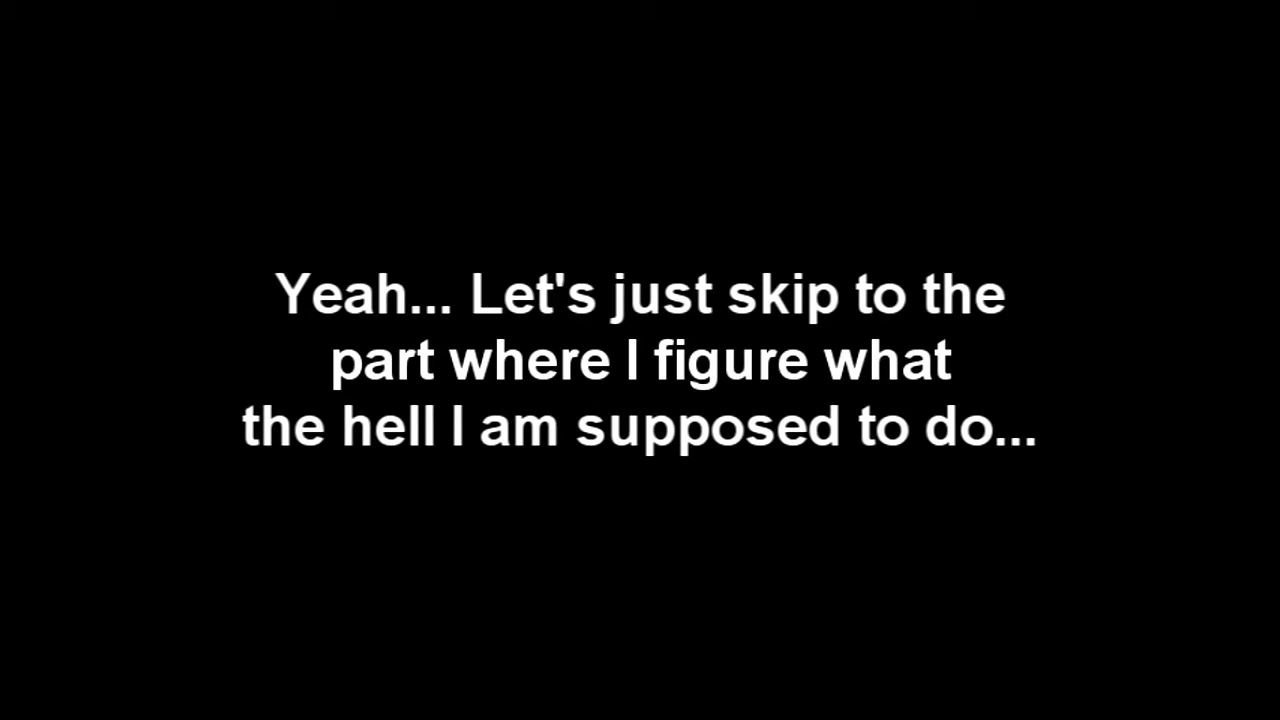 Yeah... Let's just skip to the
part where I figure what
the hell I am supposed to do...